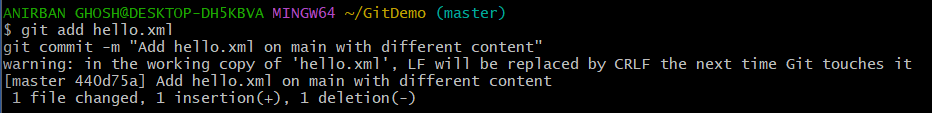 ANIRBAN GHOSH@DESKTOP-DH5KBVA MINGW64 ~/GitDemo (master)
$ git add hello.xml
git commit -m "Add hello.xml on main with different content"
warning: in the working copy of 'hello.xml', LF will be replaced by CRLF the next time Git touches it
[master 440d75a] Add hello.xml on main with different content
 1 file changed, 1 insertion(+), 1 deletion(-)